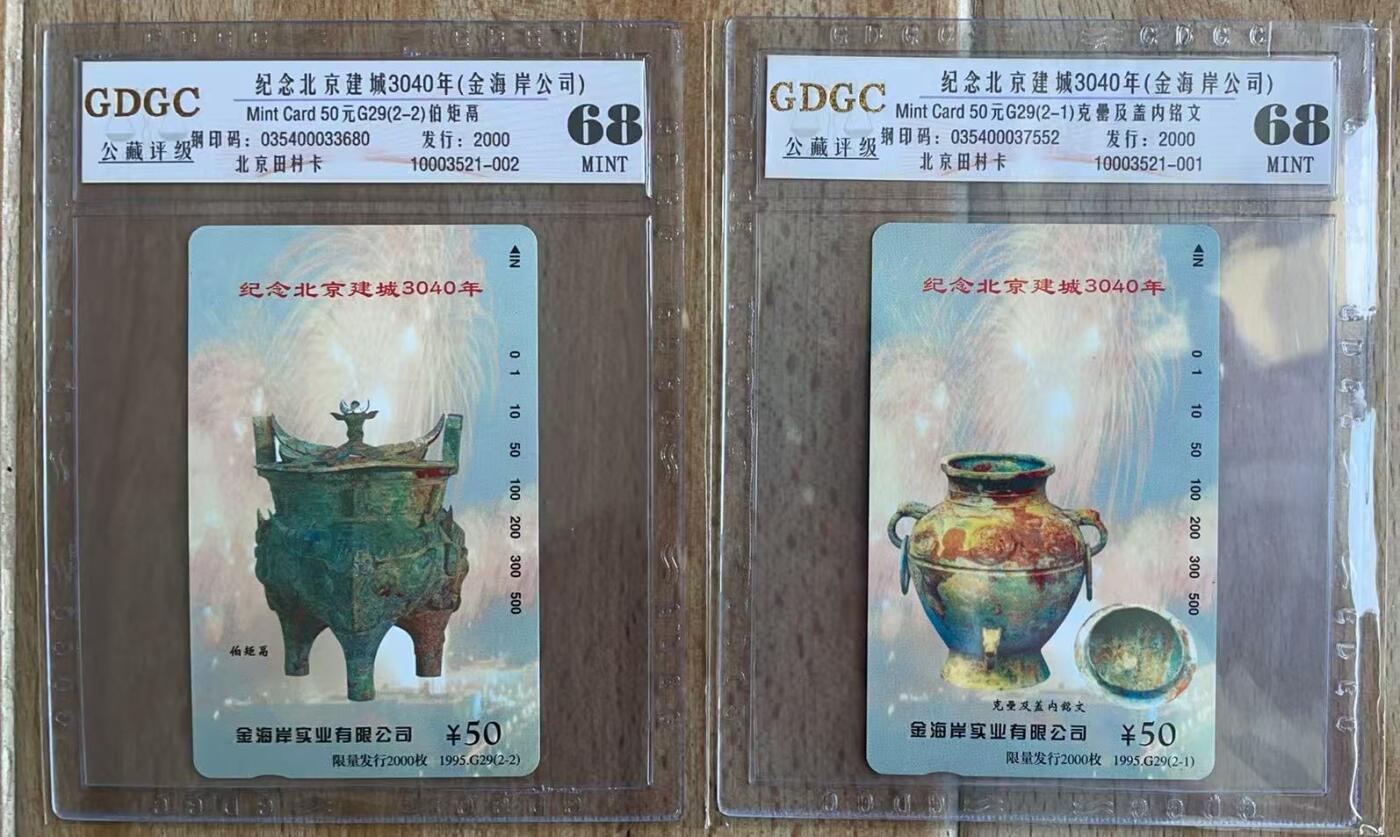 GDGC
公藏评级
纪念北京建城3040年(金海岸公司)
Mint Card 50元G29(2-2)伯矩鬲
钢印码：035400033680 发行：2000
北京田村卡 10003521-002
68
MINT
IN
纪念北京建城3040年
0 1 10 50 100 200 300 500
伯矩鬲
金海岸实业有限公司 ¥50
限量发行2000枚 1995.G29(2-2)
GDGC
公藏评级
纪念北京建城3040年(金海岸公司)
Mint Card 50元G29(2-1)克罍及盖内铭文
钢印码：035400037552 发行：2000
北京田村卡 10003521-001
68
MINT
IN
纪念北京建城3040年
0 1 10 50 100 200 300 500
克罍及盖内铭文
金海岸实业有限公司 ¥50
限量发行2000枚 1995.G29(2-1)